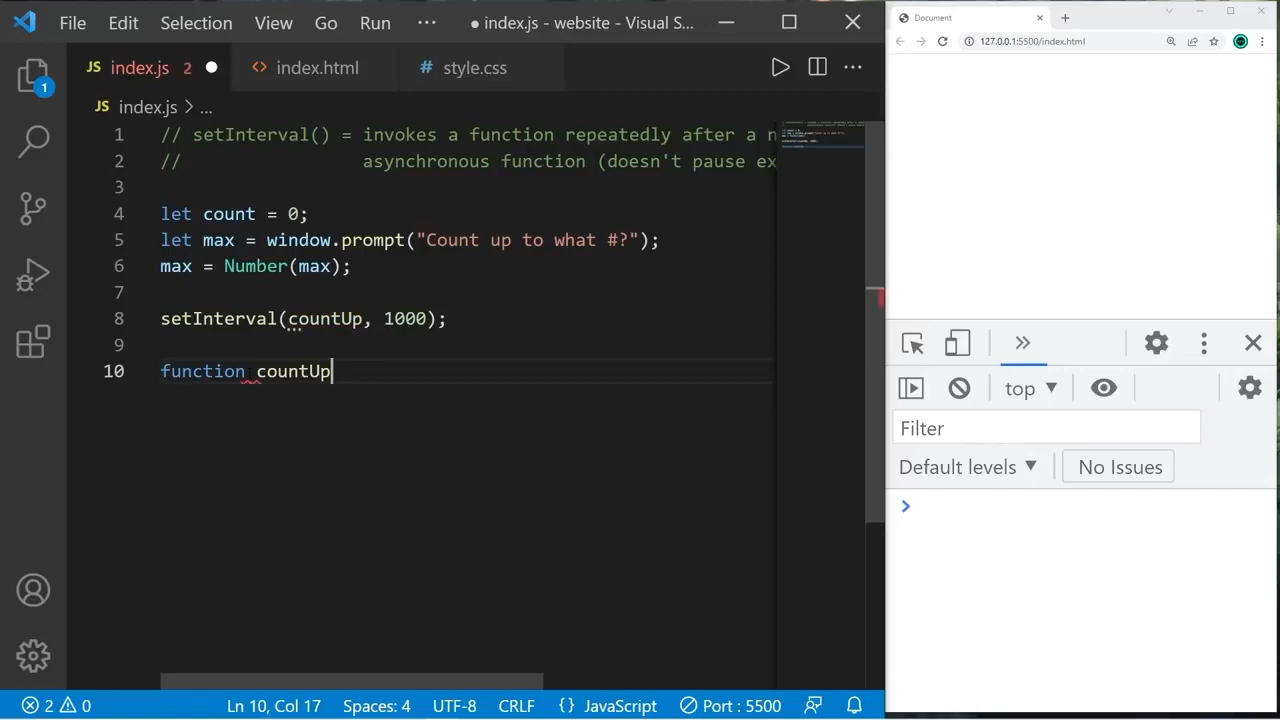 File Edit Selection View Go Run ··· ● index.js - website - Visual S...
JS index.js 2 ● <> index.html # style.css
JS index.js > ...
1 // setInterval() = invokes a function repeatedly after a n
2 // asynchronous function (doesn't pause ex
3
4 let count = 0;
5 let max = window.prompt("Count up to what #?");
6 max = Number(max);
7
8 setInterval(countUp, 1000);
9
10 function countUp
1
2 0 Ln 10, Col 17 Spaces: 4 UTF-8 CRLF {} JavaScript Port : 5500
Document
127.0.0.1:5500/index.html
top
Filter
Default levels No Issues